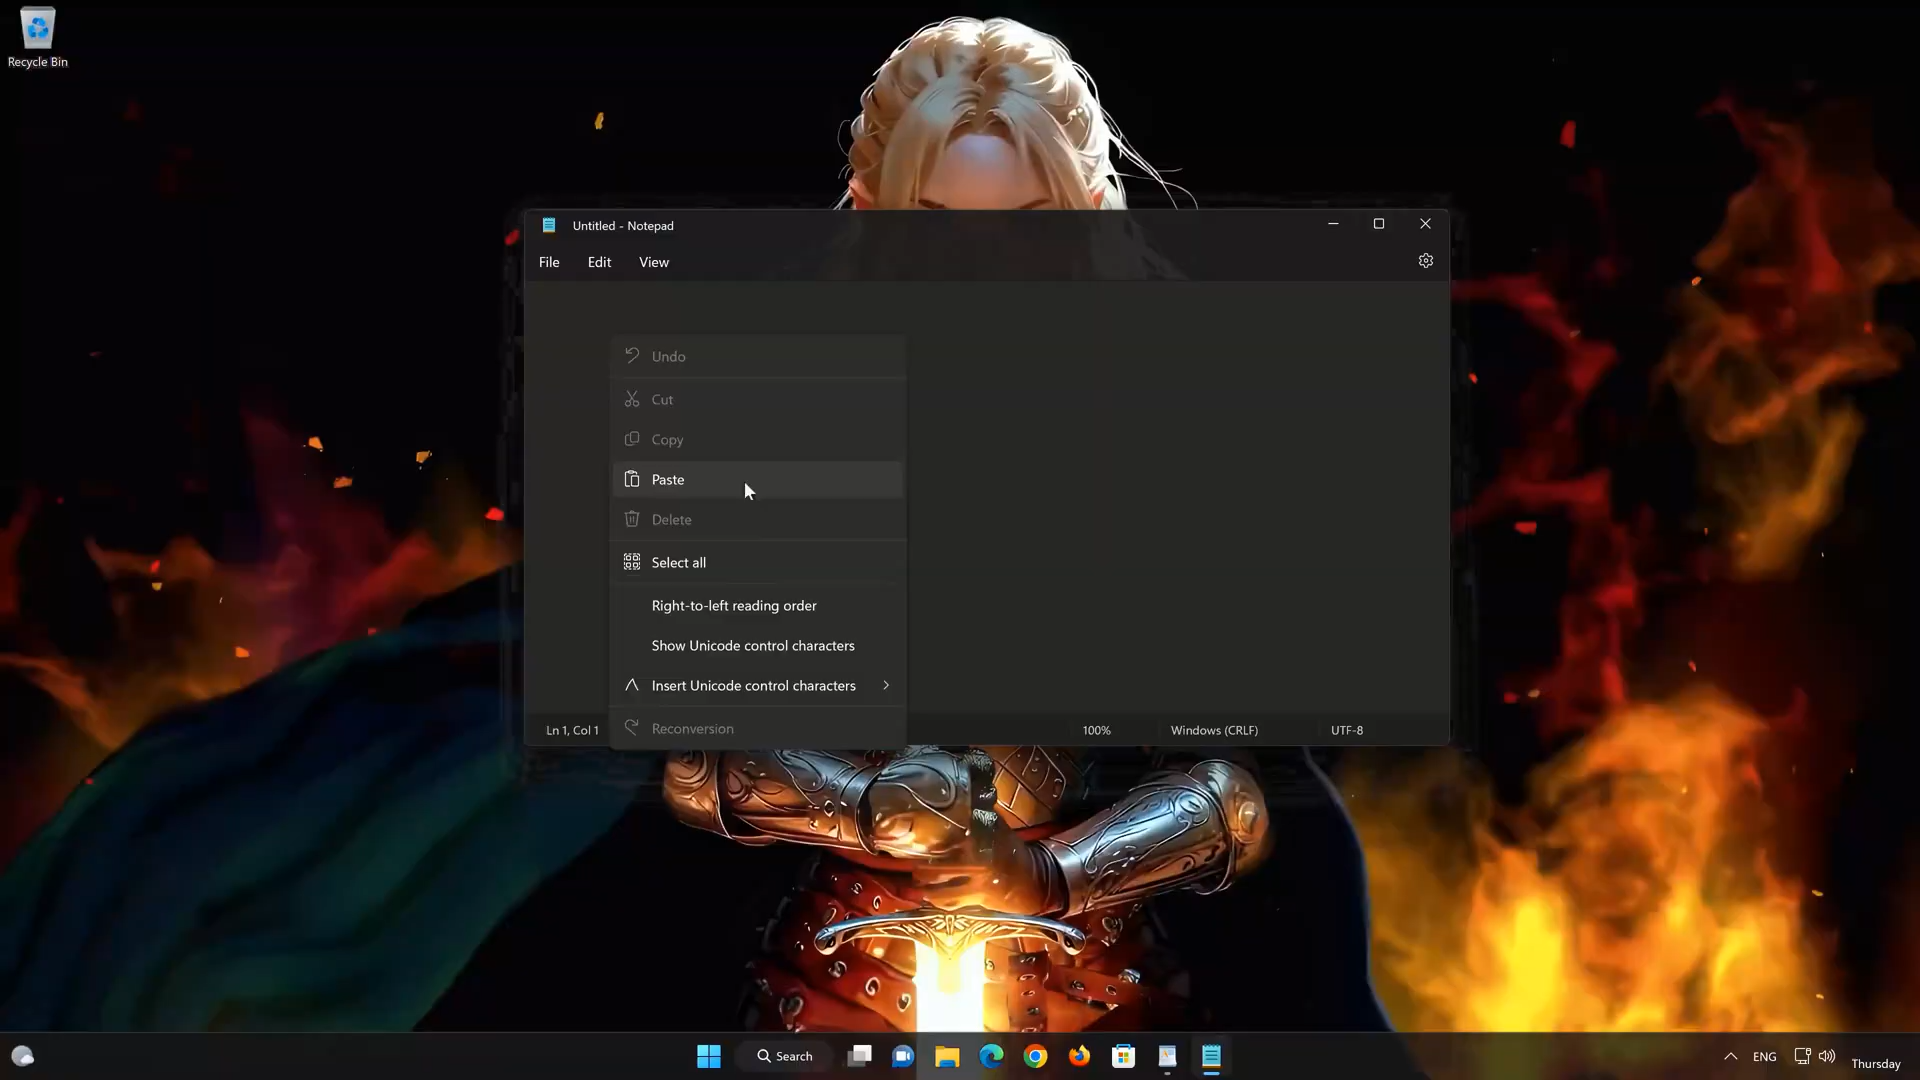 Recycle Bin
Untitled - Notepad
File Edit View
Undo
Cut
Copy
Paste
Delete
Select all
Right-to-left reading order
Show Unicode control characters
Insert Unicode control characters
Reconversion
Ln 1, Col 1 100% Windows (CRLF) UTF-8
Search ENG Thursday